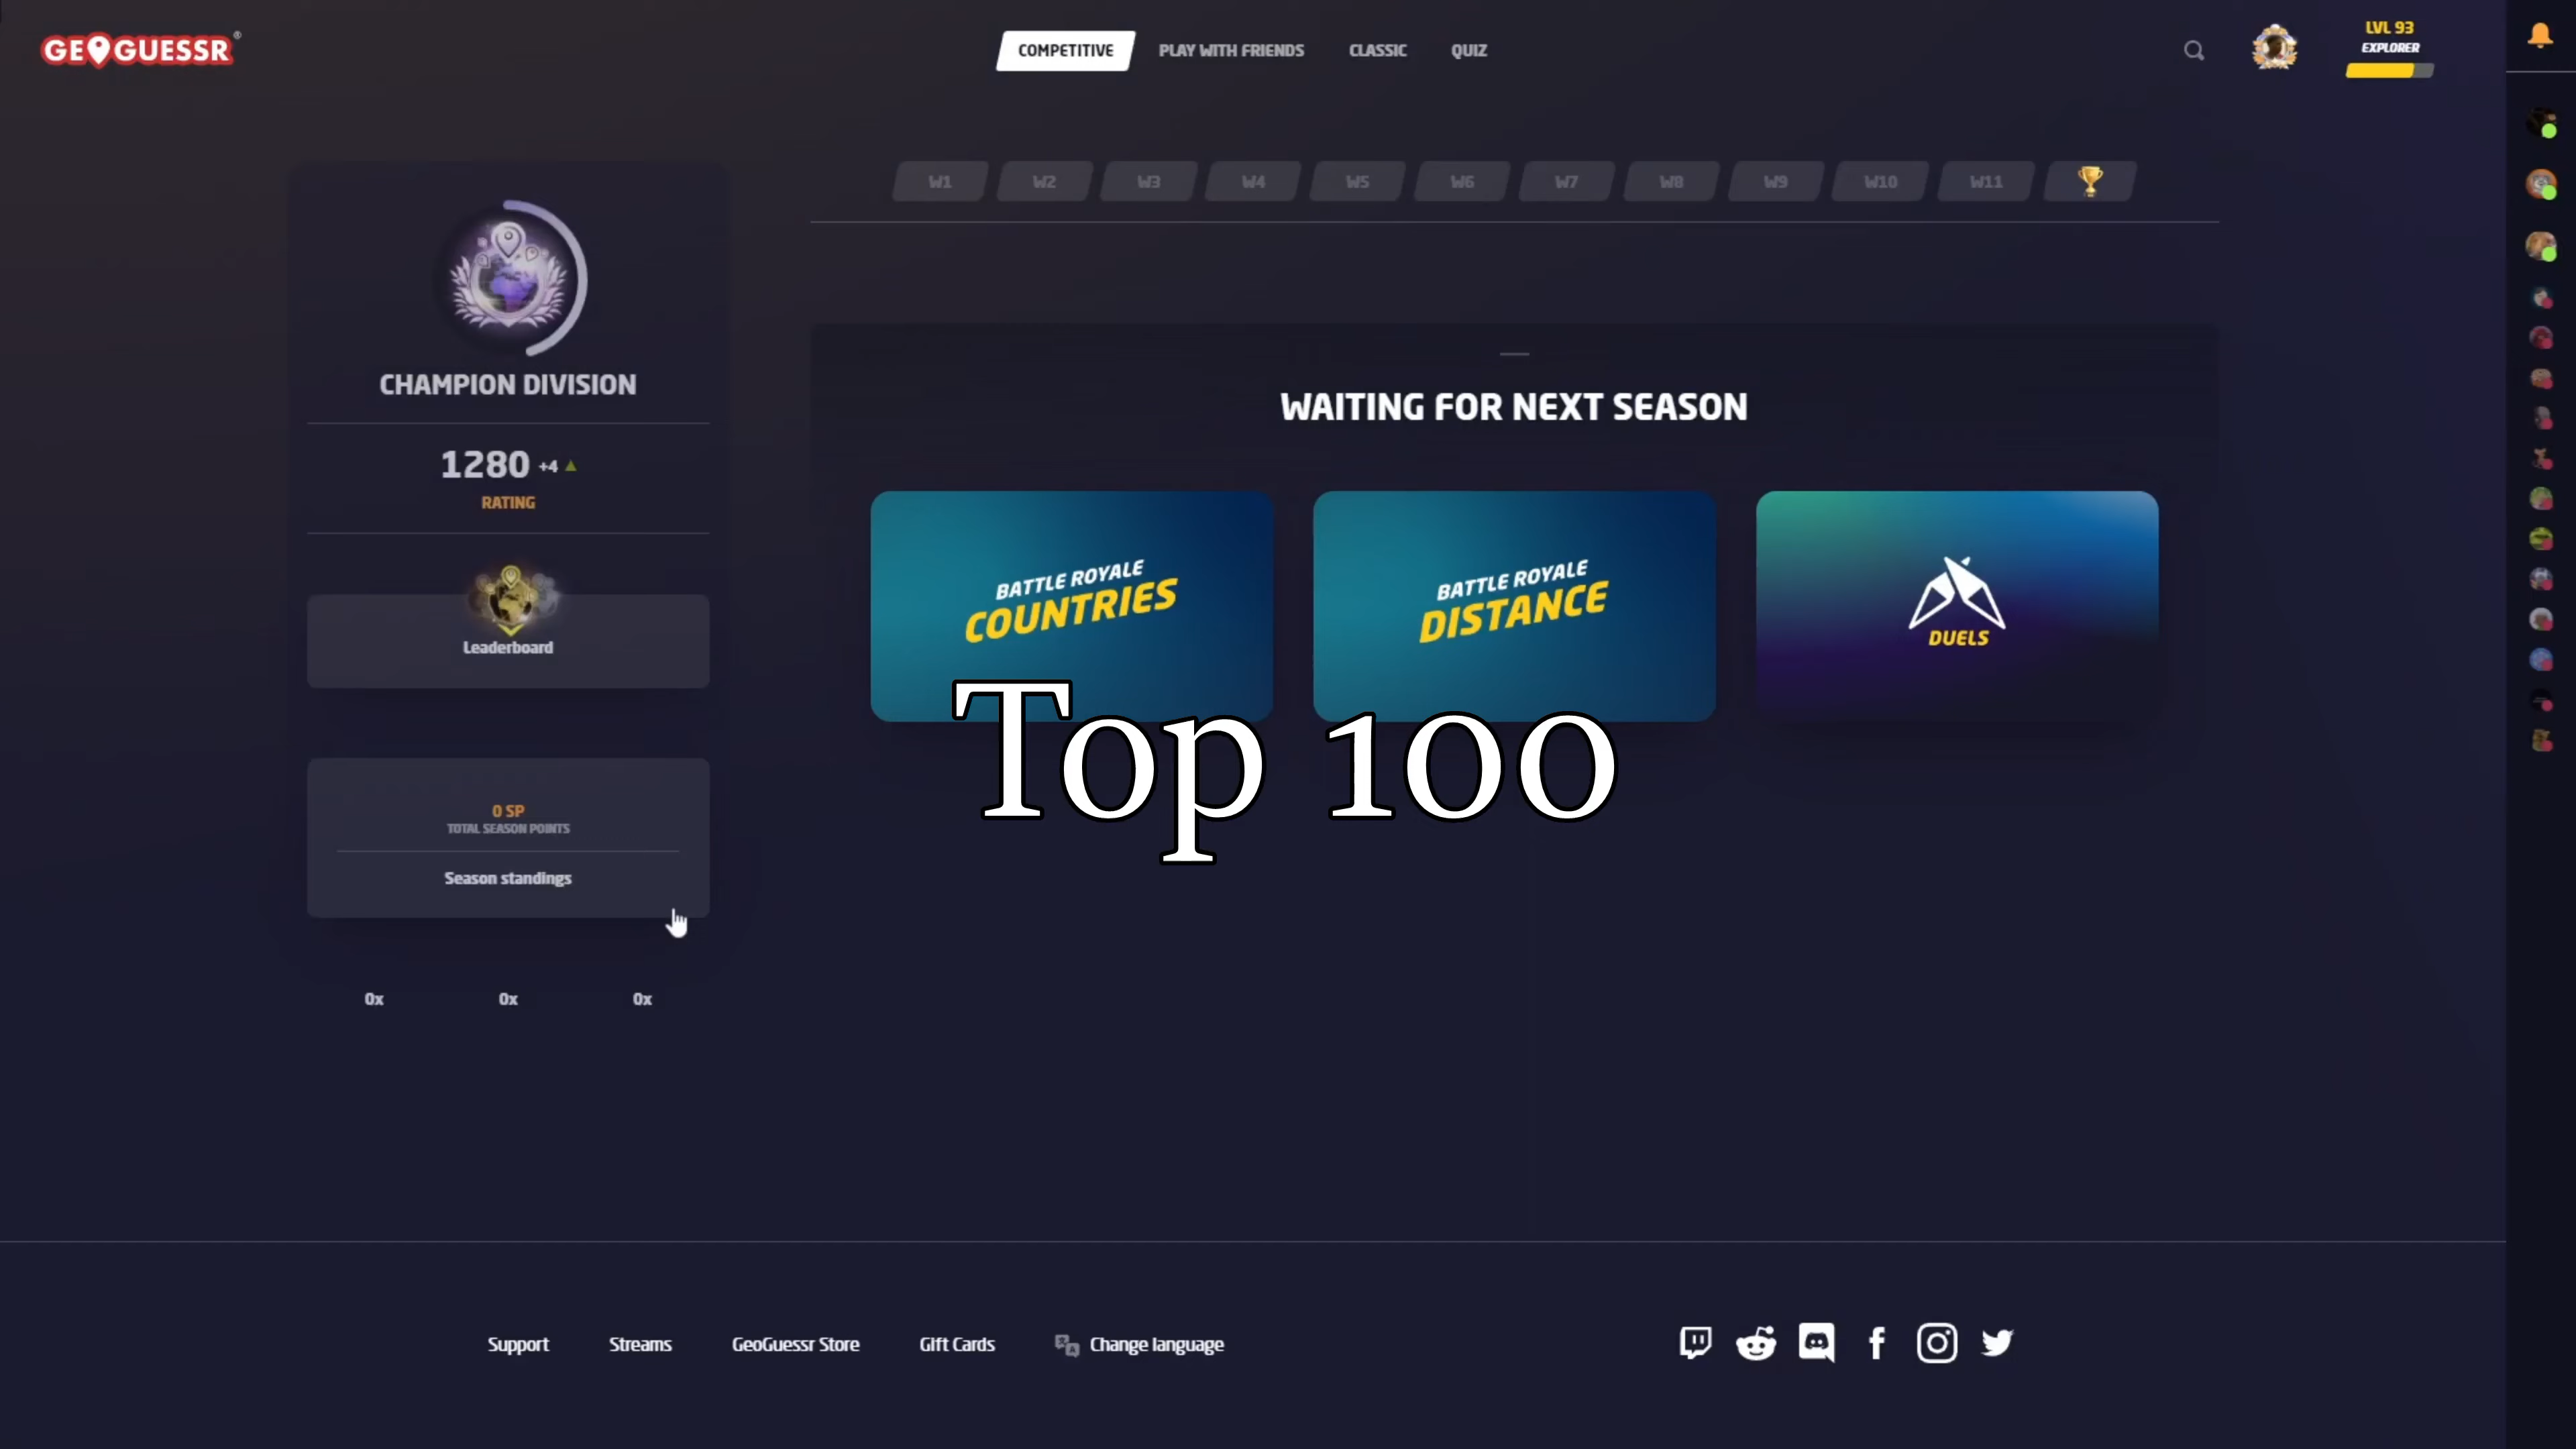 GEOGUESSR®
COMPETITIVE
PLAY WITH FRIENDS
CLASSIC
QUIZ
LVL 93
EXPLORER
W1
W2
W3
W4
W5
W6
W7
W8
W9
W10
W11
CHAMPION DIVISION
1280 +4
RATING
Leaderboard
0 SP
TOTAL SEASON POINTS
Season standings
0x
0x
0x
WAITING FOR NEXT SEASON
BATTLE ROYALE
COUNTRIES
BATTLE ROYALE
DISTANCE
DUELS
Top 100
Support
Streams
GeoGuessr Store
Gift Cards
Change language